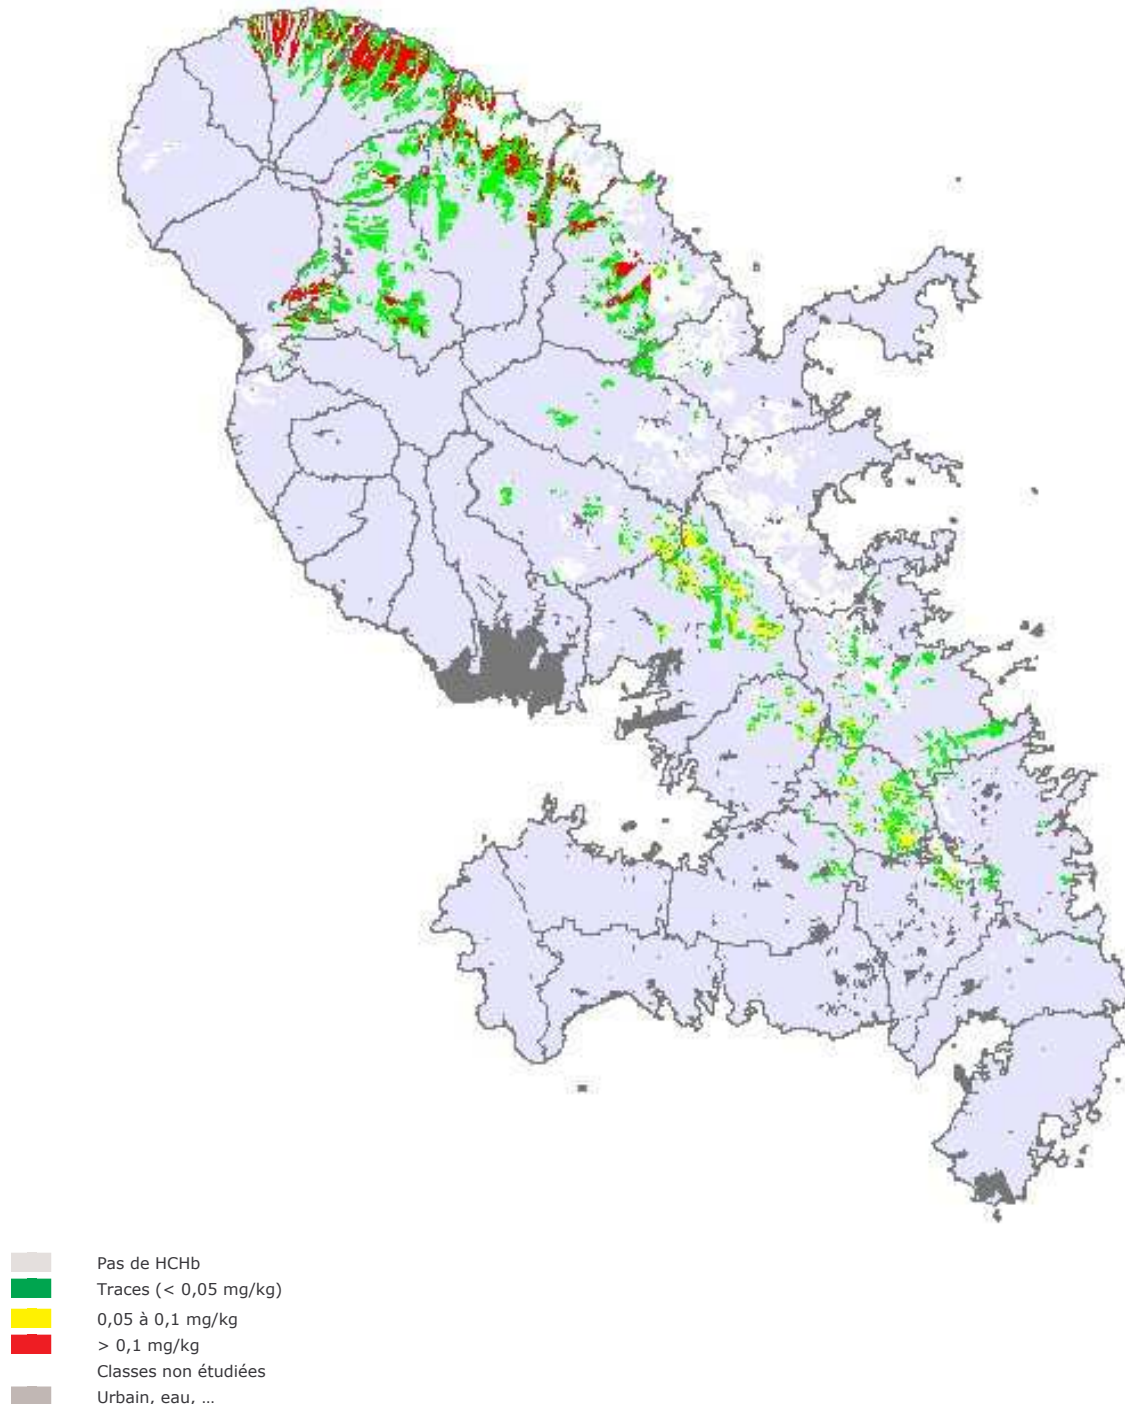 Pas de HCHb
Traces (< 0,05 mg/kg)
0,05 à 0,1 mg/kg
> 0,1 mg/kg
Classes non étudiées
Urbain, eau, ...